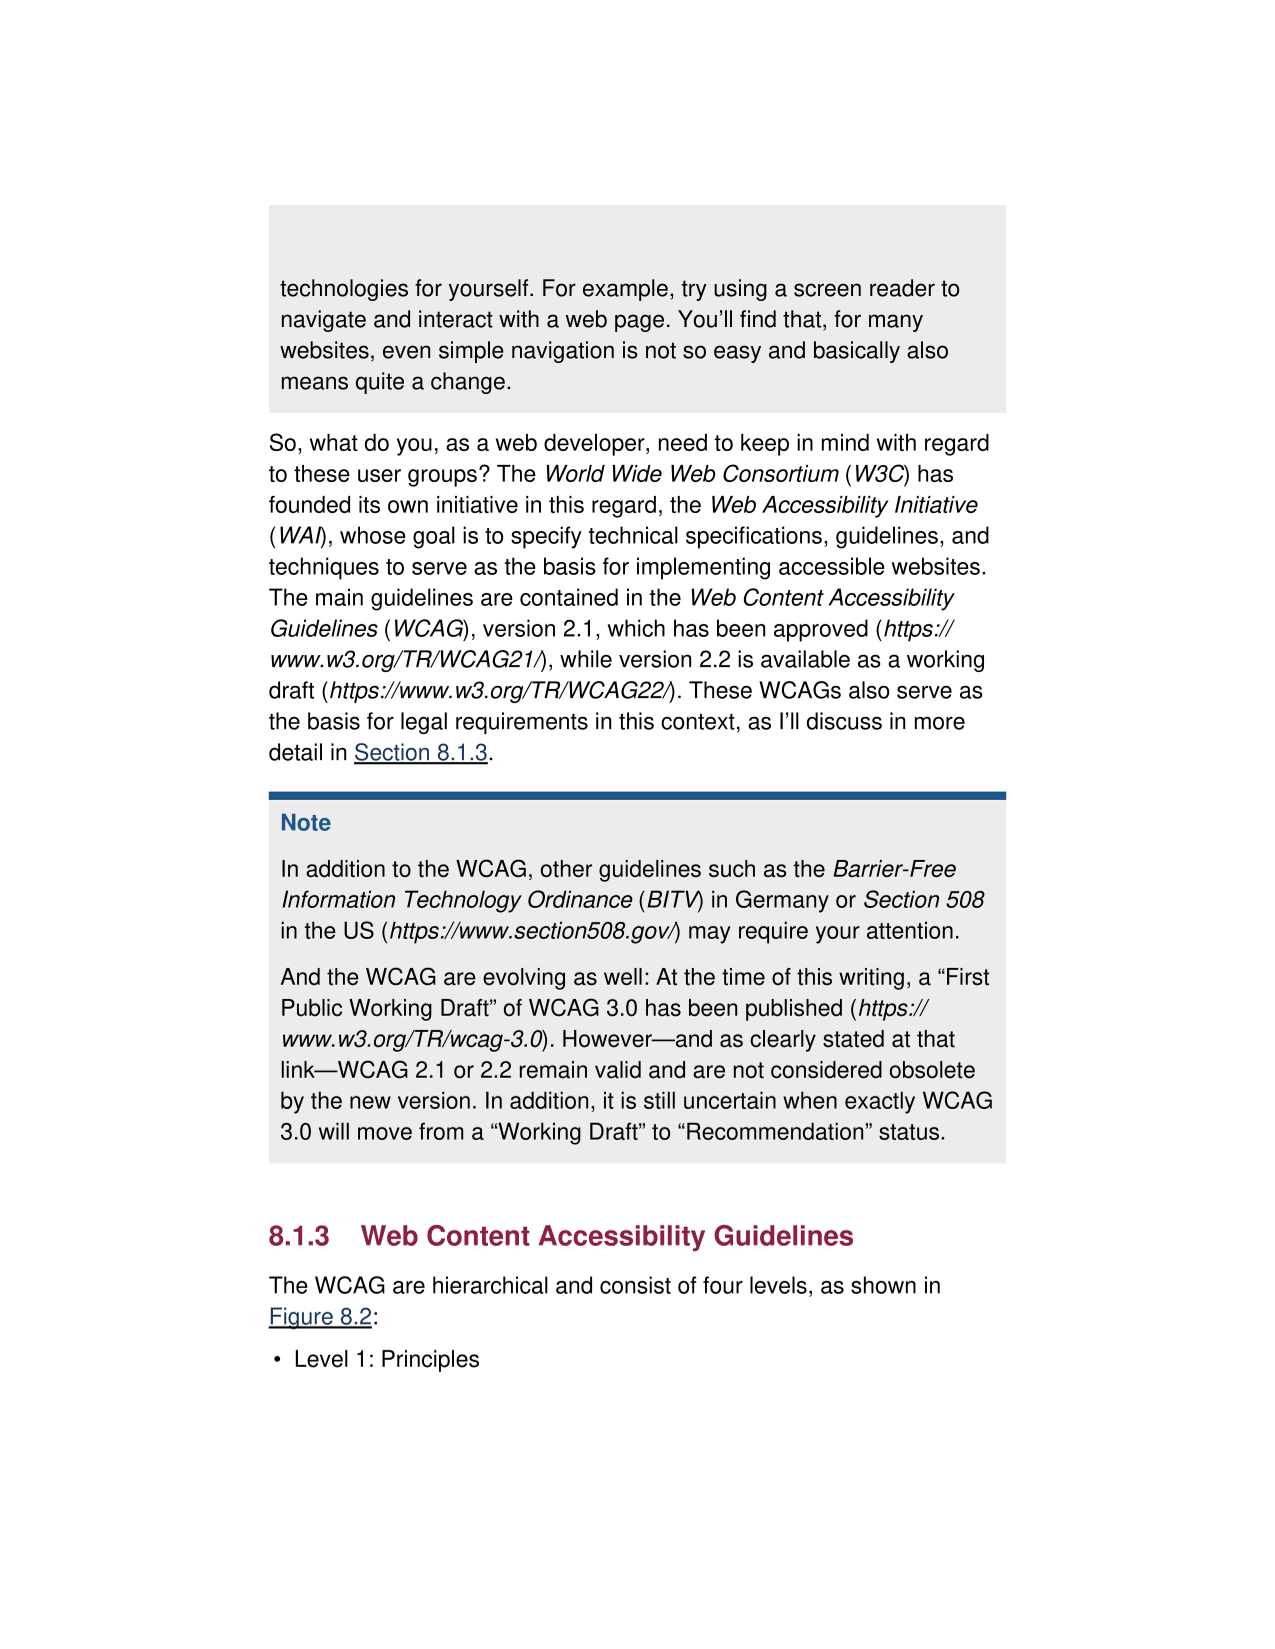 technologies for yourself. For example, try using a screen reader to
navigate and interact with a web page. You’ll find that, for many
websites, even simple navigation is not so easy and basically also
means quite a change.
So, what do you, as a web developer, need to keep in mind with regard
to these user groups? The World Wide Web Consortium (W3C) has
founded its own initiative in this regard, the Web Accessibility Initiative
(WAI), whose goal is to specify technical specifications, guidelines, and
techniques to serve as the basis for implementing accessible websites.
The main guidelines are contained in the Web Content Accessibility
Guidelines (WCAG), version 2.1, which has been approved (https://
www.w3.org/TR/WCAG21/), while version 2.2 is available as a working
draft (https://www.w3.org/TR/WCAG22/). These WCAGs also serve as
the basis for legal requirements in this context, as I’ll discuss in more
detail in Section 8.1.3.
Note
In addition to the WCAG, other guidelines such as the Barrier-Free
Information Technology Ordinance (BITV) in Germany or Section 508
in the US (https://www.section508.gov/) may require your attention.
And the WCAG are evolving as well: At the time of this writing, a “First
Public Working Draft” of WCAG 3.0 has been published (https://
www.w3.org/TR/wcag-3.0). However—and as clearly stated at that
link—WCAG 2.1 or 2.2 remain valid and are not considered obsolete
by the new version. In addition, it is still uncertain when exactly WCAG
3.0 will move from a “Working Draft” to “Recommendation” status.
8.1.3 Web Content Accessibility Guidelines
The WCAG are hierarchical and consist of four levels, as shown in
Figure 8.2:
• Level 1: Principles